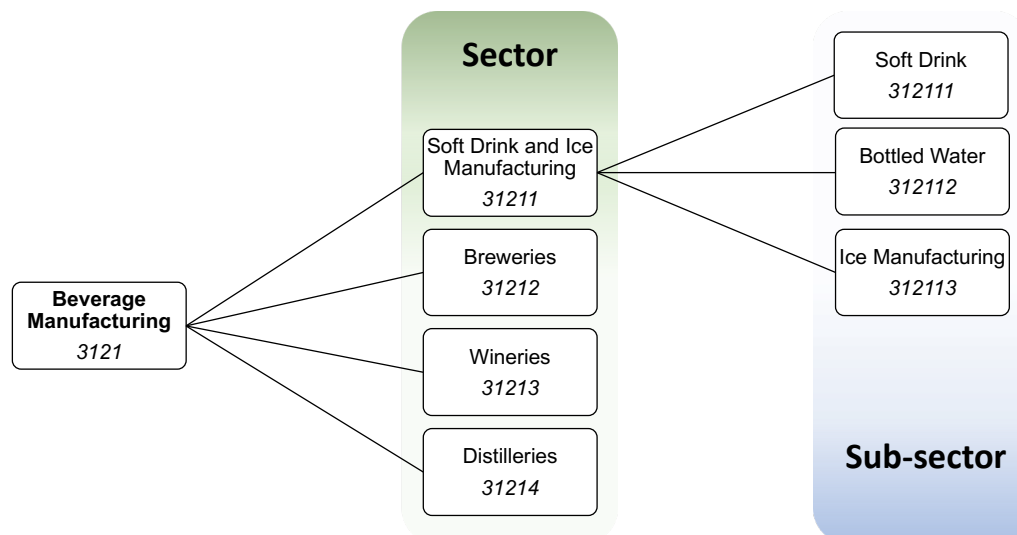 Beverage
Manufacturing
3121
Sector
Soft Drink and Ice
Manufacturing
31211
Breweries
31212
Wineries
31213
Distilleries
31214
Soft Drink
312111
Bottled Water
312112
Ice Manufacturing
312113
Sub-sector